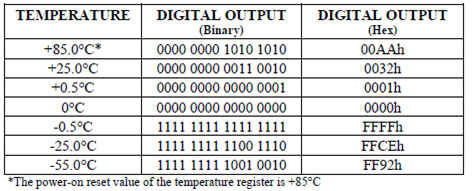 TEMPERATURE DIGITAL OUTPUT (Binary) DIGITAL OUTPUT (Hex)
+85.0°C* 0000 0000 1010 1010 00AAh
+25.0°C 0000 0000 0011 0010 0032h
+0.5°C 0000 0000 0000 0001 0001h
0°C 0000 0000 0000 0000 0000h
-0.5°C 1111 1111 1111 1111 FFFFh
-25.0°C 1111 1111 1100 1110 FFCEh
-55.0°C 1111 1111 1001 0010 FF92h
*The power-on reset value of the temperature register is +85°C